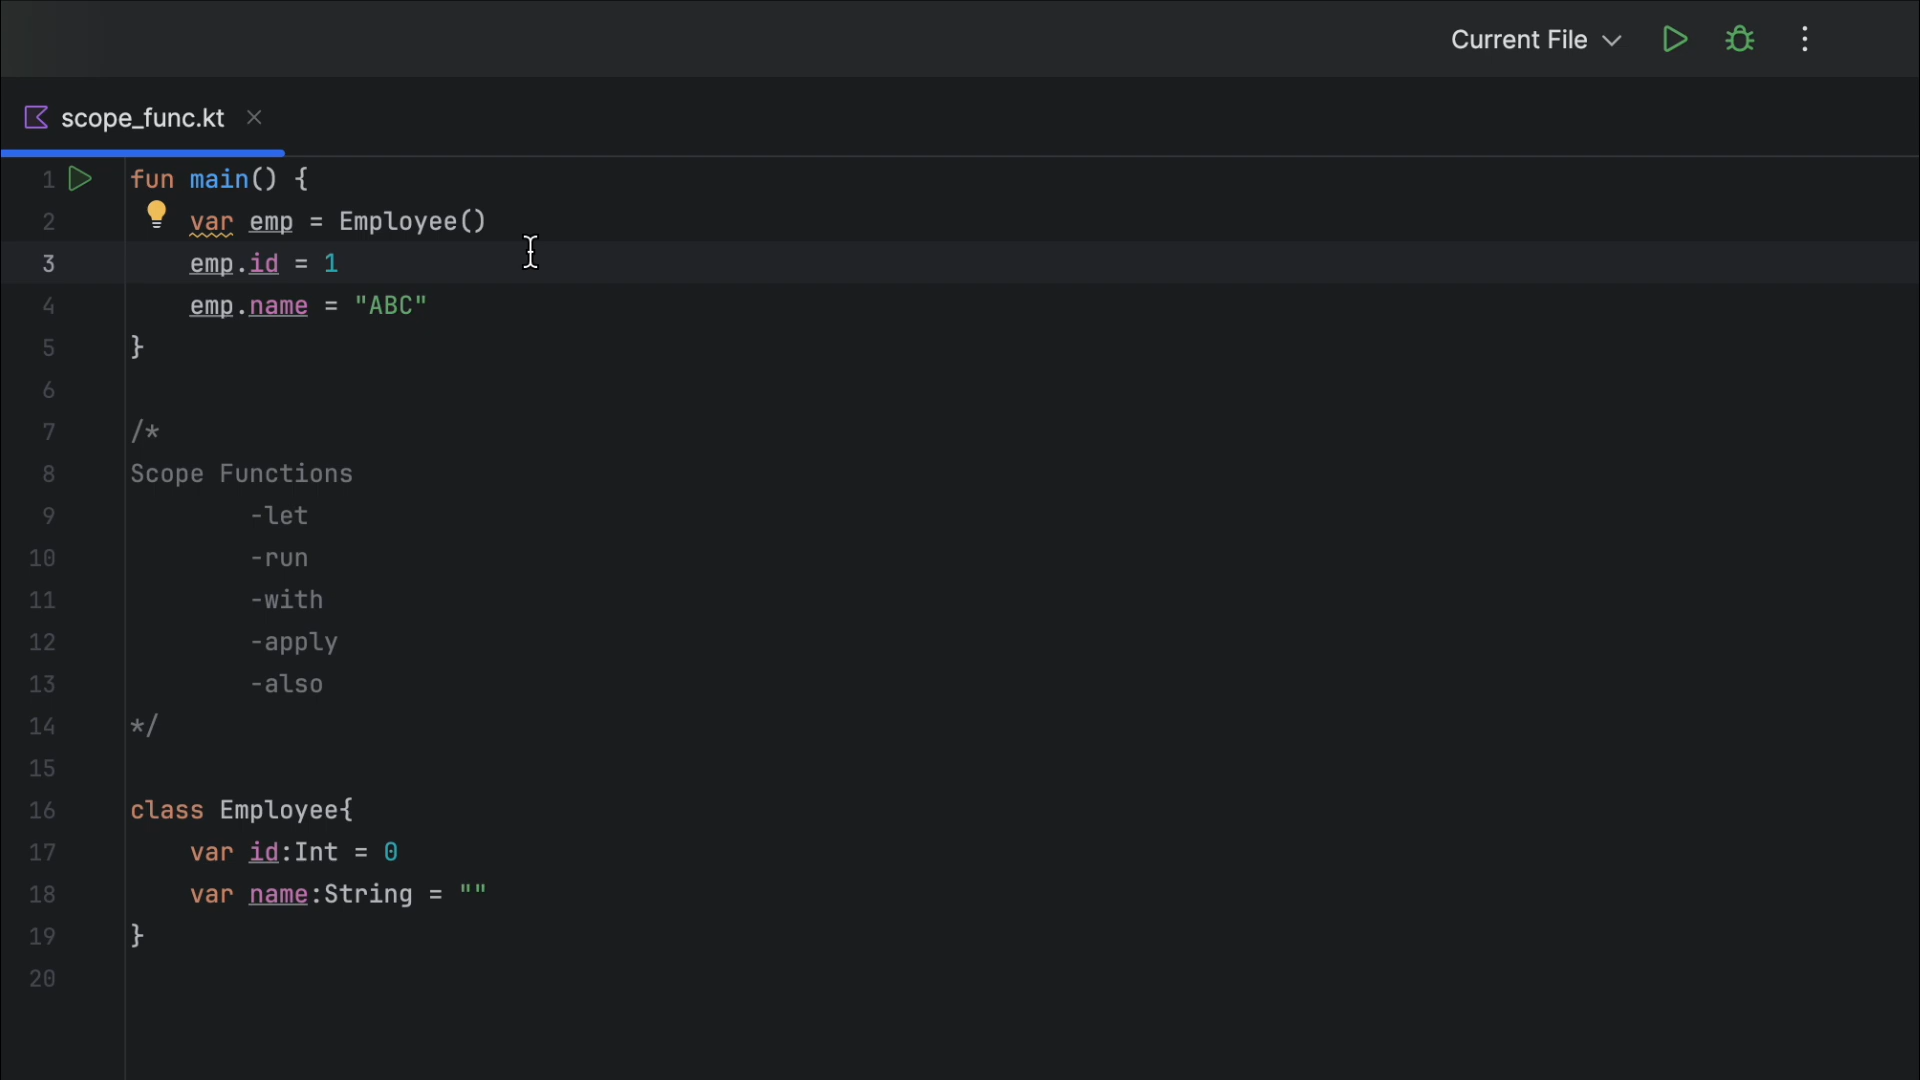 Current File
scope_func.kt
1 fun main() {
2 var emp = Employee()
3 emp.id = 1
4 emp.name = "ABC"
5 }
6
7 /*
8 Scope Functions
9 -let
10 -run
11 -with
12 -apply
13 -also
14 */
15
16 class Employee{
17 var id:Int = 0
18 var name:String = ""
19 }
20